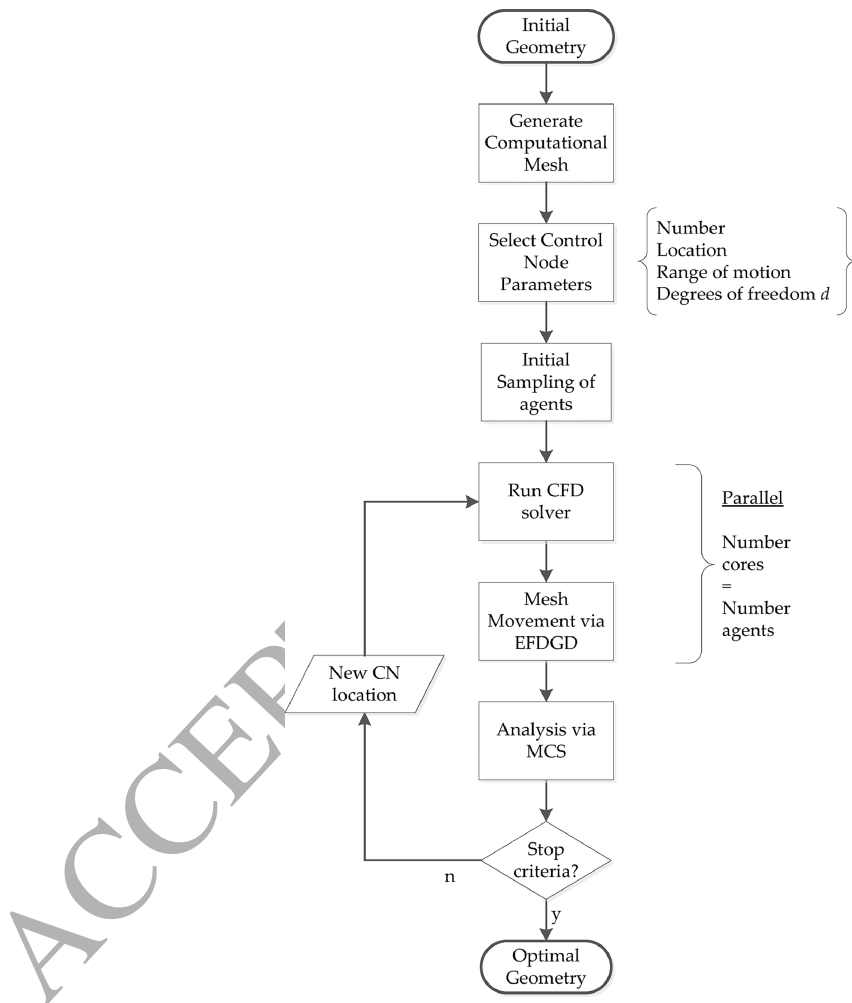 Initial
Geometry
Generate
Computational
Mesh
Select Control
Node
Parameters
Number
Location
Range of motion
Degrees of freedom d
Initial
Sampling of
agents
Run CFD
solver
Parallel
Number
cores
=
Number
agents
Mesh
Movement via
EFDGD
New CN
location
Analysis via
MCS
Stop
criteria?
n
y
Optimal
Geometry